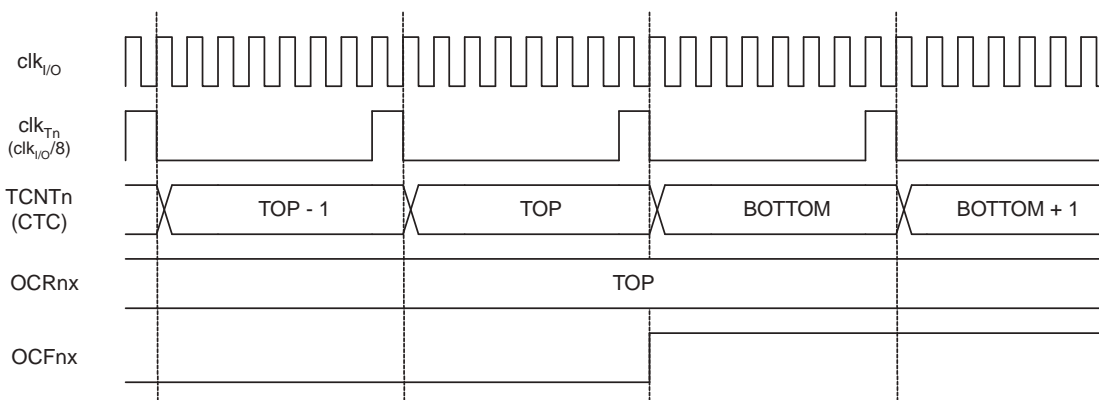 clkI/O
clkTn
(clkI/O/8)
TCNTn
(CTC)
TOP - 1 TOP BOTTOM BOTTOM + 1
OCRnx TOP
OCFnx